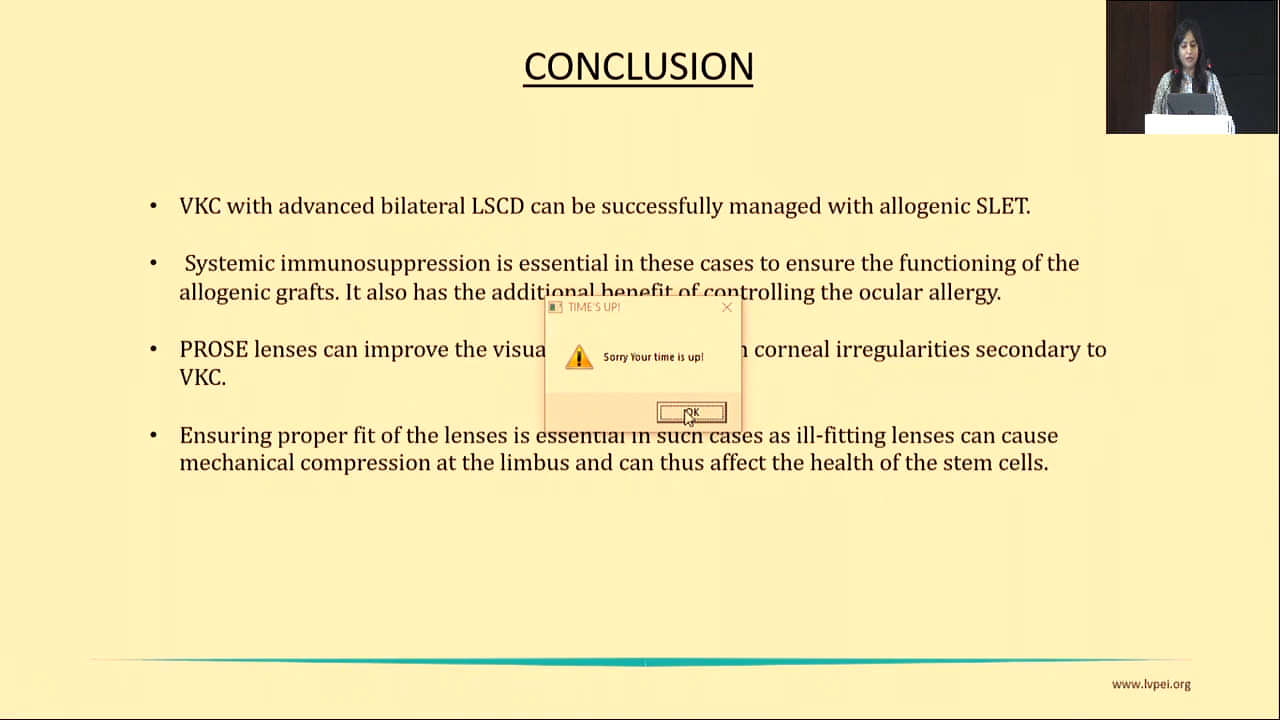 CONCLUSION
• VKC with advanced bilateral LSCD can be successfully managed with allogenic SLET.
• Systemic immunosuppression is essential in these cases to ensure the functioning of the
allogenic grafts. It also has the additional benefit of controlling the ocular allergy.
TIME'S UP!
• PROSE lenses can improve the corneal irregularities secondary to
Sorry Your time is up!
VKC.
OK
• Ensuring proper fit of the lenses is essential in such cases as ill-fitting lenses can cause
mechanical compression at the limbus and can thus affect the health of the stem cells.
www.lvpei.org